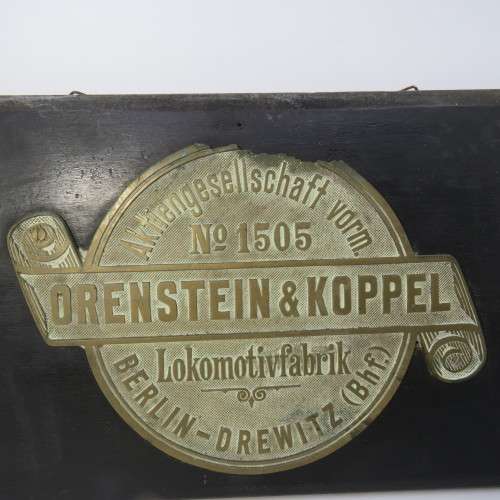 Aktiengesellschaft vorm.
No 1505
ORENSTEIN & KOPPEL
Lokomotivfabrik
BERLIN-DREWITZ (Bhf.)